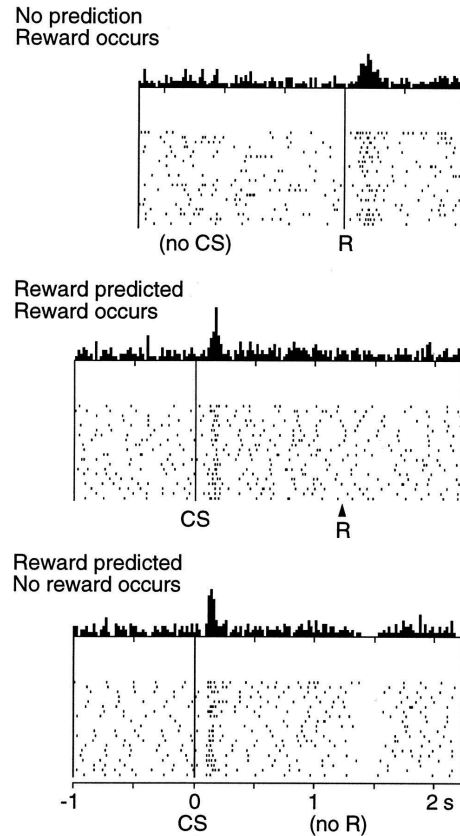 No prediction
Reward occurs
(no CS) R
Reward predicted
Reward occurs
CS R
Reward predicted
No reward occurs
-1 0 1 2 s
CS (no R)